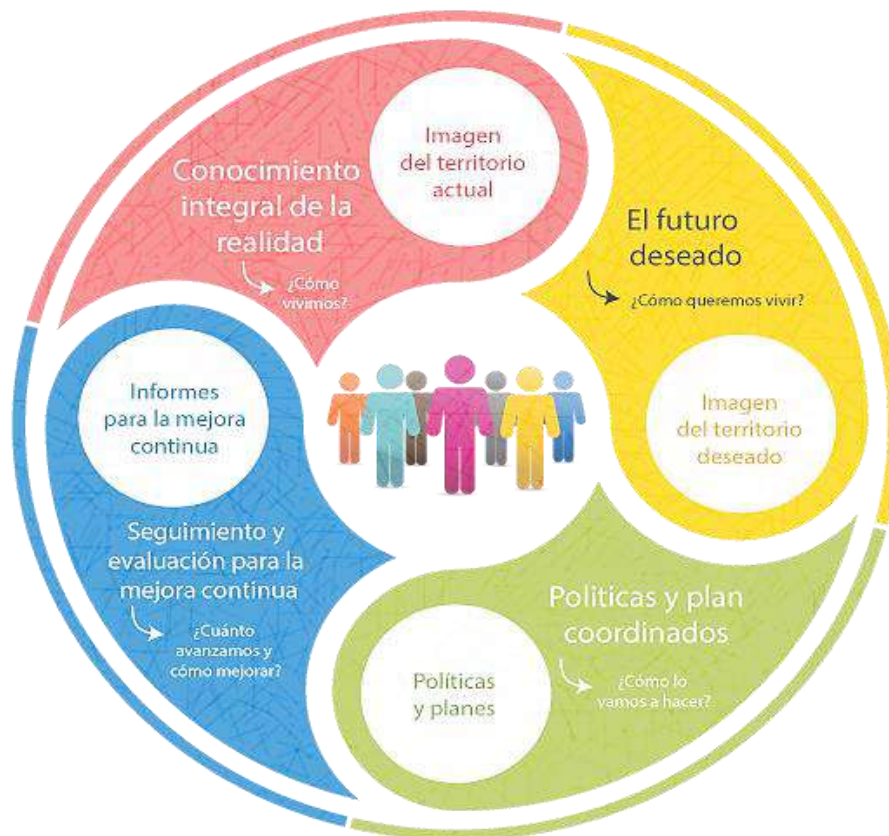 Conocimiento
integral de la
realidad
¿Cómo
vivimos?
Imagen
del territorio
actual
El futuro
deseado
¿Cómo queremos vivir?
Imagen
del territorio
deseado
Politicas y plan
coordinados
¿Cómo lo
vamos a hacer?
Políticas
y planes
Seguimiento y
evaluación para la
mejora continua
¿Cuánto
avanzamos y
cómo mejorar?
Informes
para la mejora
continua